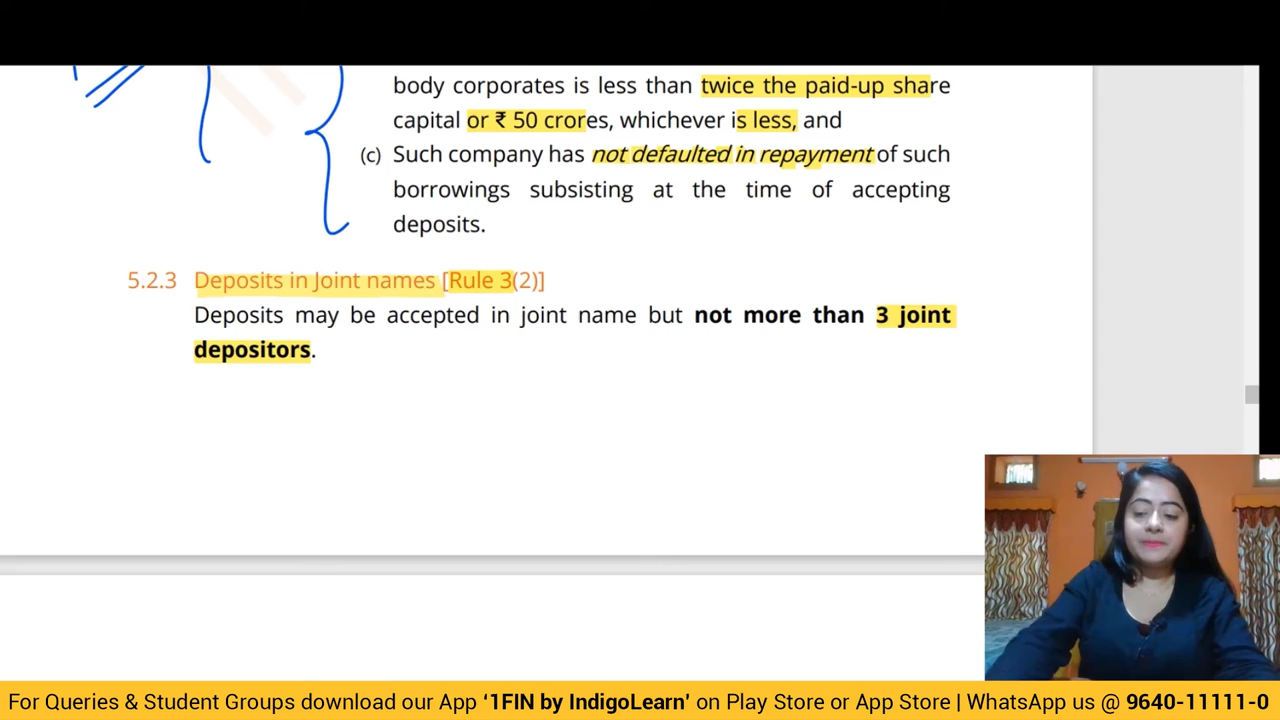 body corporates is less than twice the paid-up share
capital or ₹ 50 crores, whichever is less, and
(c) Such company has not defaulted in repayment of such
borrowings subsisting at the time of accepting
deposits.
5.2.3 Deposits in Joint names [Rule 3(2)]
Deposits may be accepted in joint name but not more than 3 joint
depositors.
For Queries & Student Groups download our App ‘1FIN by IndigoLearn’ on Play Store or App Store | WhatsApp us @ 9640-11111-0